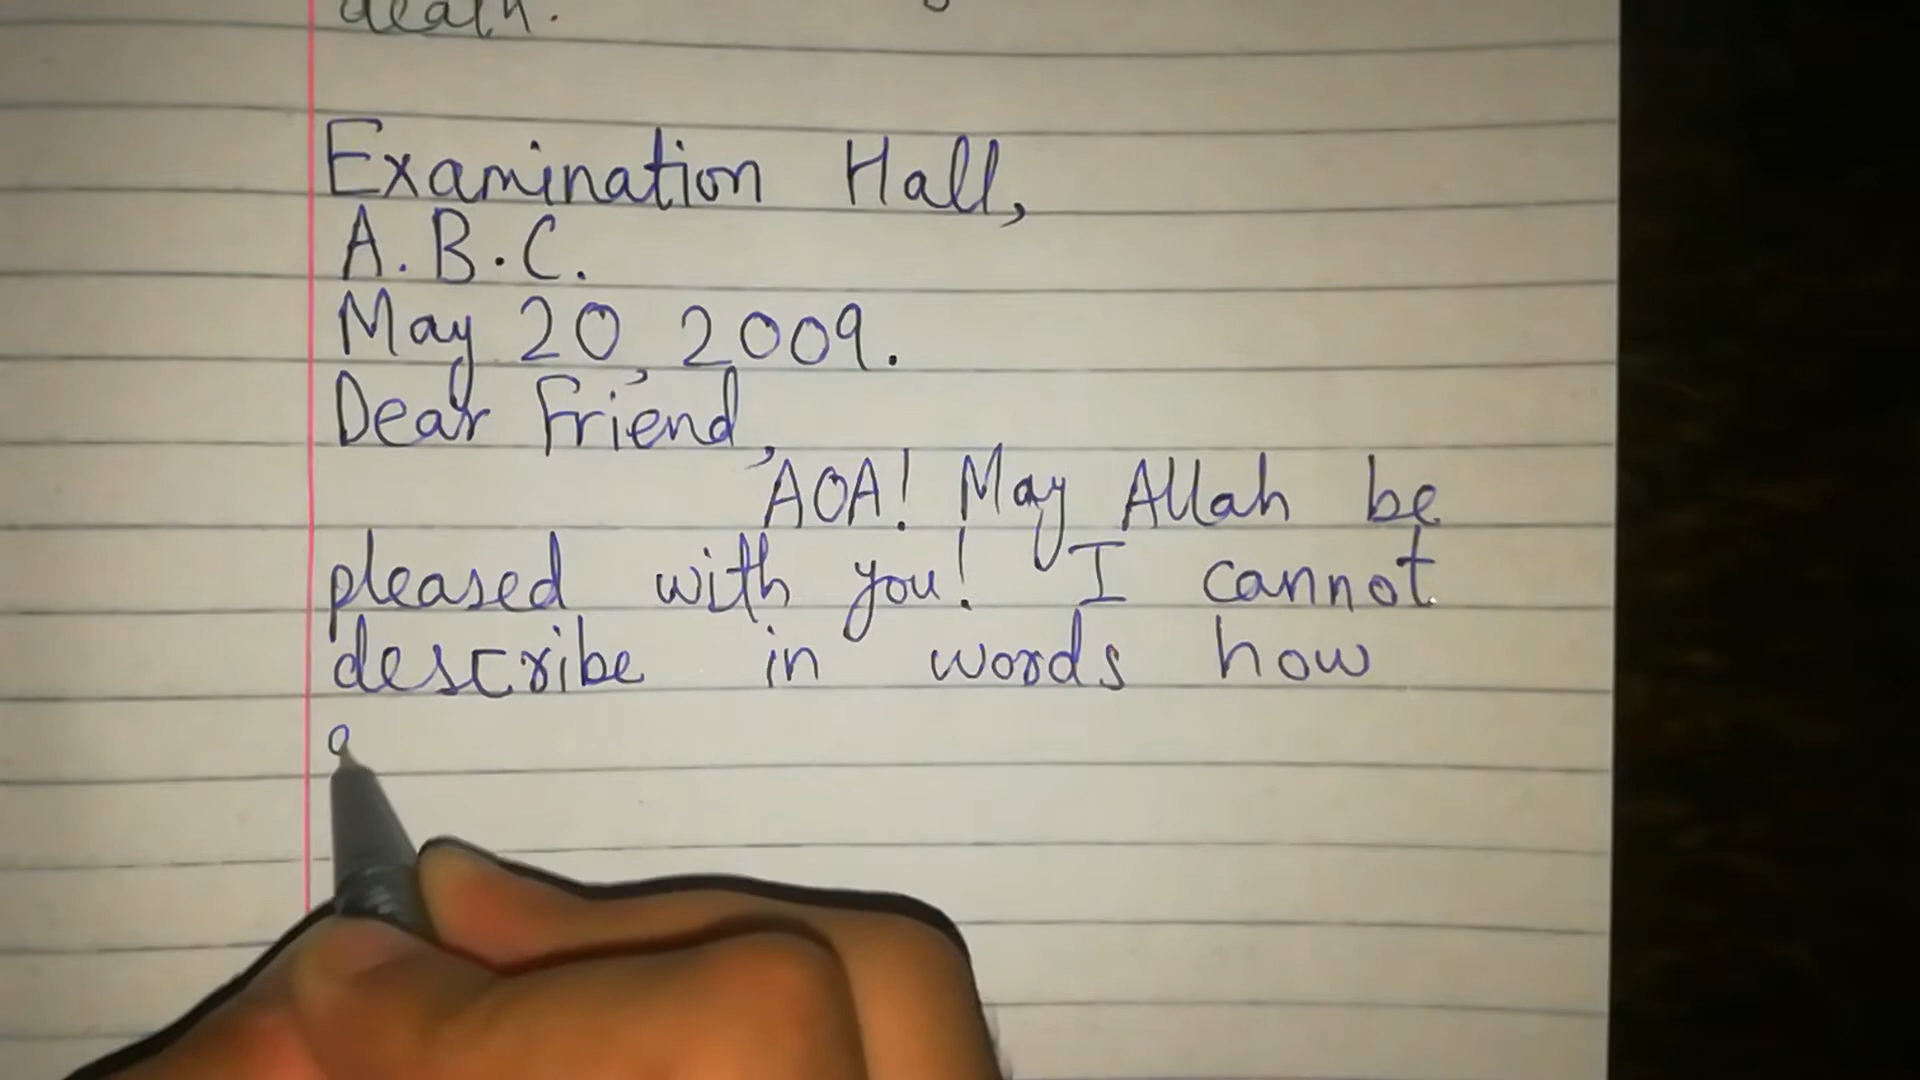 death.
Examination Hall,
A.B.C.
May 20, 2009.
Dear Friend,
AOA! May Allah be
pleased with you! I cannot
describe in words how